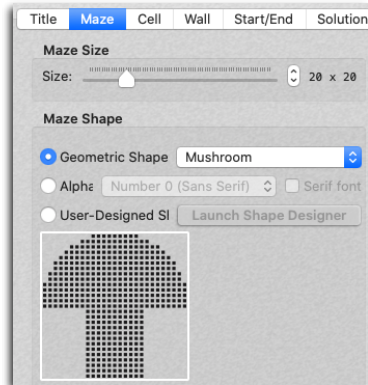 Title Maze Cell Wall Start/End Solution
Maze Size
Size: 20 x 20
Maze Shape
Geometric Shape Mushroom
Alpha Number 0 (Sans Serif) Serif font
User-Designed Sl Launch Shape Designer